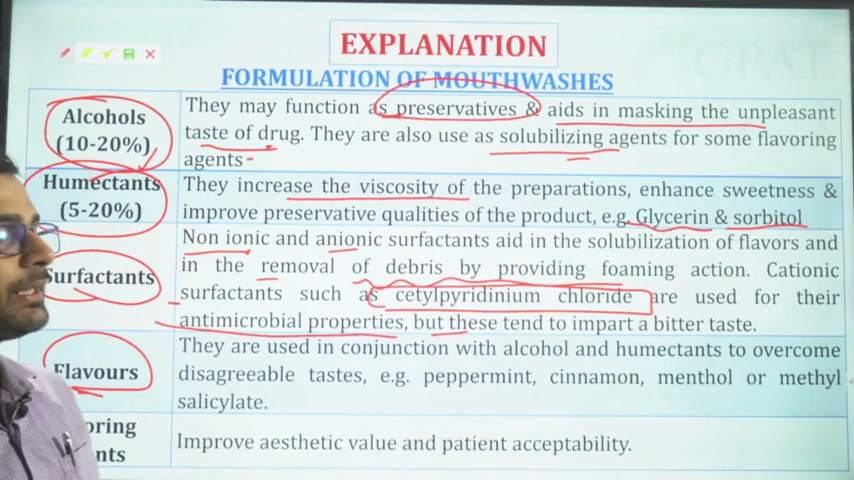 EXPLANATION
GPAT
FORMULATION OF MOUTHWASHES
Alcohols
(10-20%)
They may function as preservatives & aids in masking the unpleasant
taste of drug. They are also use as solubilizing agents for some flavoring
agents
Humectants
(5-20%)
They increase the viscosity of the preparations, enhance sweetness &
improve preservative qualities of the product, e.g. Glycerin & sorbitol
Surfactants
Non ionic and anionic surfactants aid in the solubilization of flavors and
in the removal of debris by providing foaming action. Cationic
surfactants such as cetylpyridinium chloride are used for their
antimicrobial properties, but these tend to impart a bitter taste.
Flavours
They are used in conjunction with alcohol and humectants to overcome
disagreeable tastes, e.g. peppermint, cinnamon, menthol or methyl
salicylate.
oring
nts
Improve aesthetic value and patient acceptability.